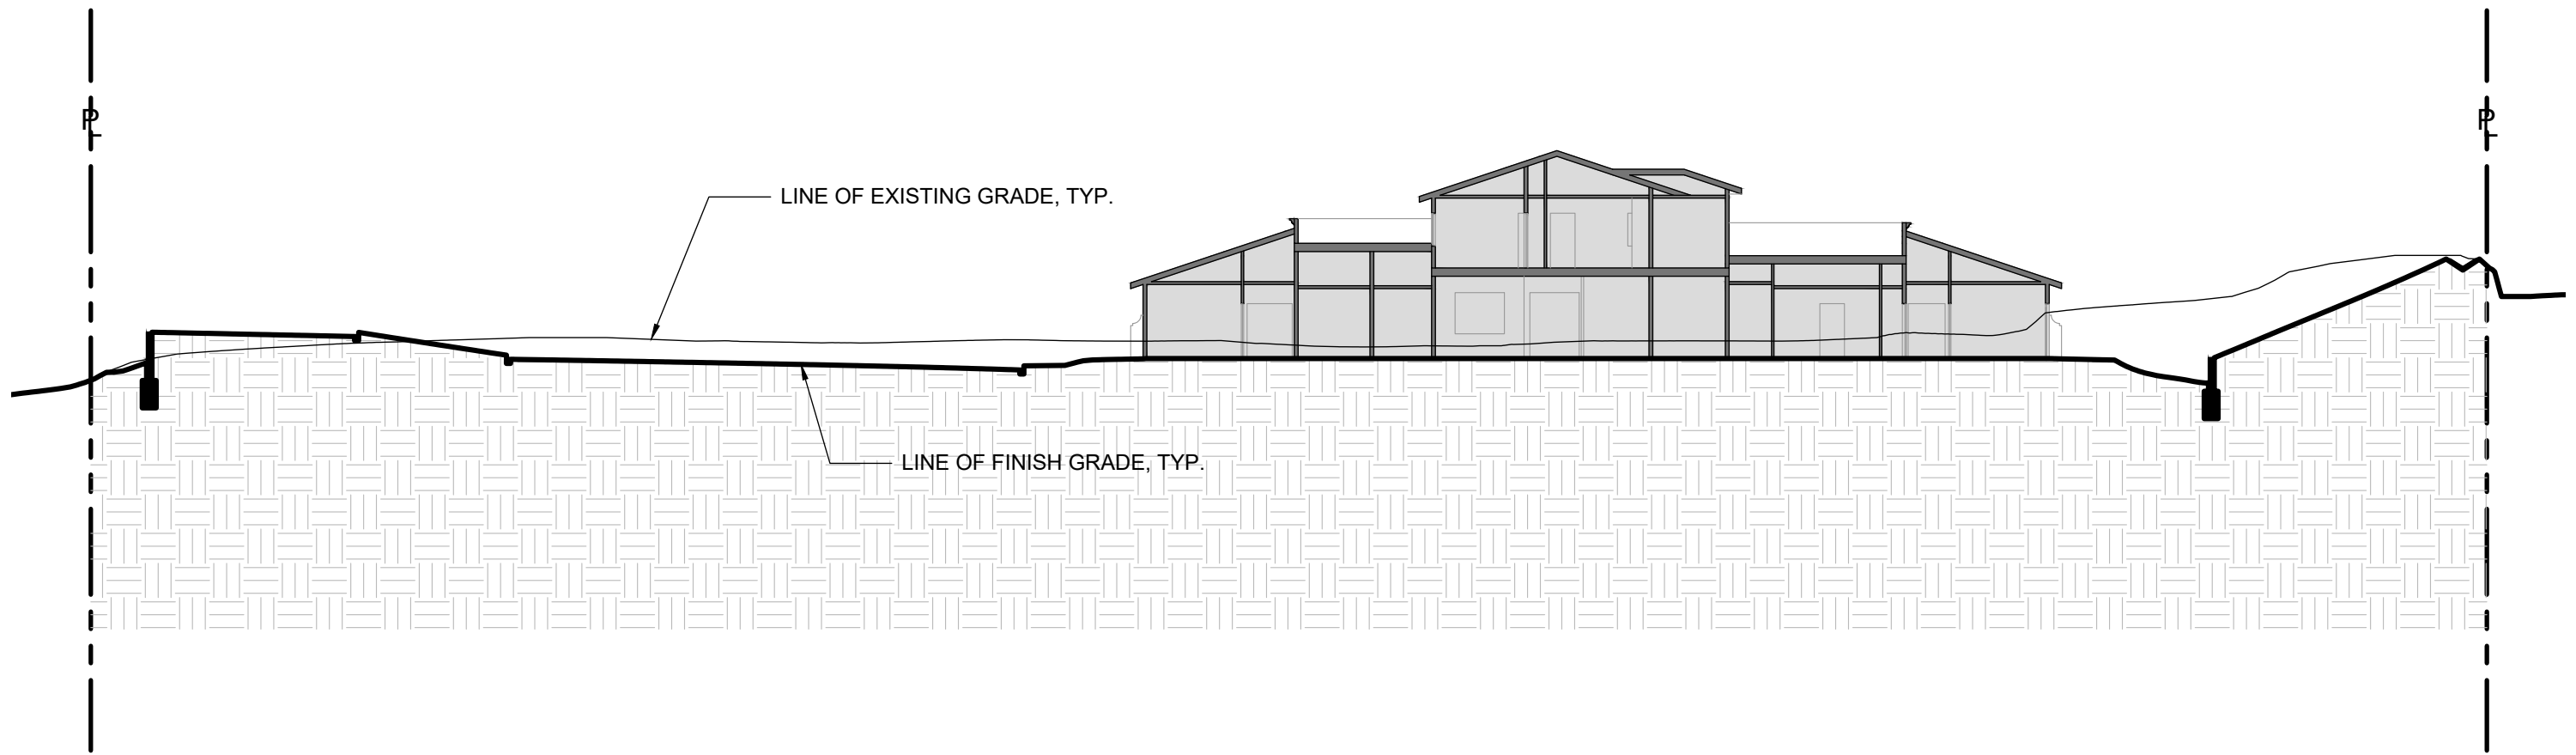 PL
PL
LINE OF EXISTING GRADE, TYP.
LINE OF FINISH GRADE, TYP.